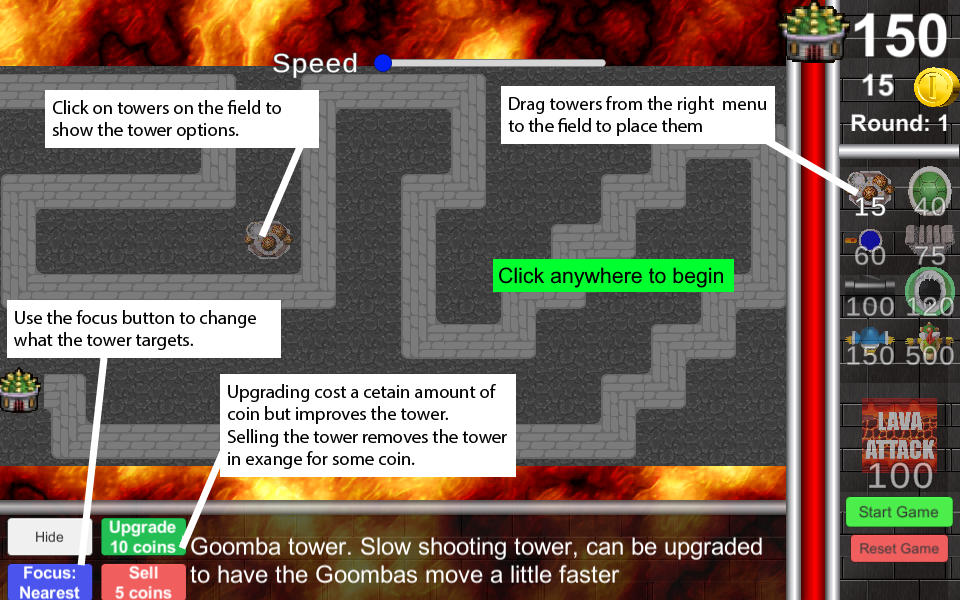 150
Speed
15
Round: 1
Click on towers on the field to
show the tower options.
Drag towers from the right menu
to the field to place them
15 40
60 75
100 120
150 500
Click anywhere to begin
Use the focus button to change
what the tower targets.
Upgrading cost a cetain amount of
coin but improves the tower.
Selling the tower removes the tower
in exange for some coin.
LAVA
ATTACK
100
Start Game
Reset Game
Hide
Upgrade
10 coins
Focus:
Nearest
Sell
5 coins
Goomba tower. Slow shooting tower, can be upgraded
to have the Goombas move a little faster